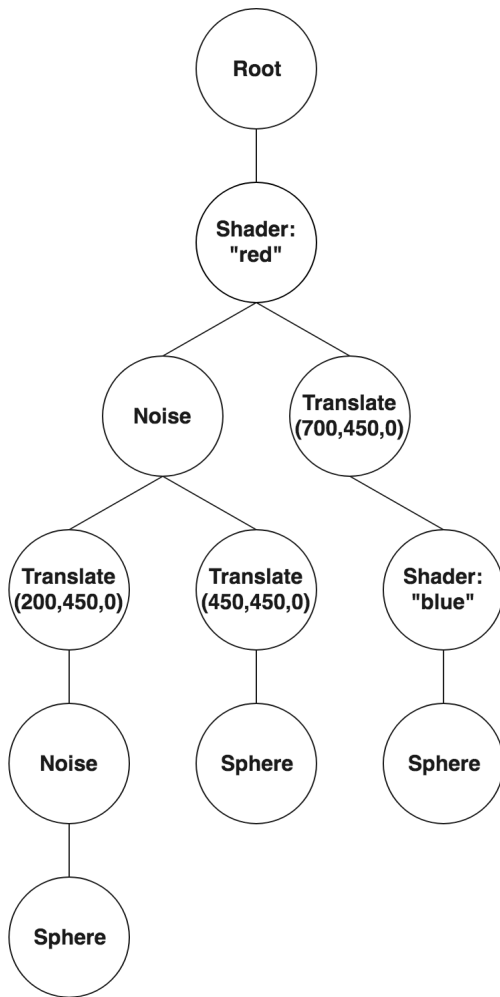 Root
Shader:
"red"
Noise
Translate
(700,450,0)
Translate
(200,450,0)
Translate
(450,450,0)
Shader:
"blue"
Noise
Sphere
Sphere
Sphere